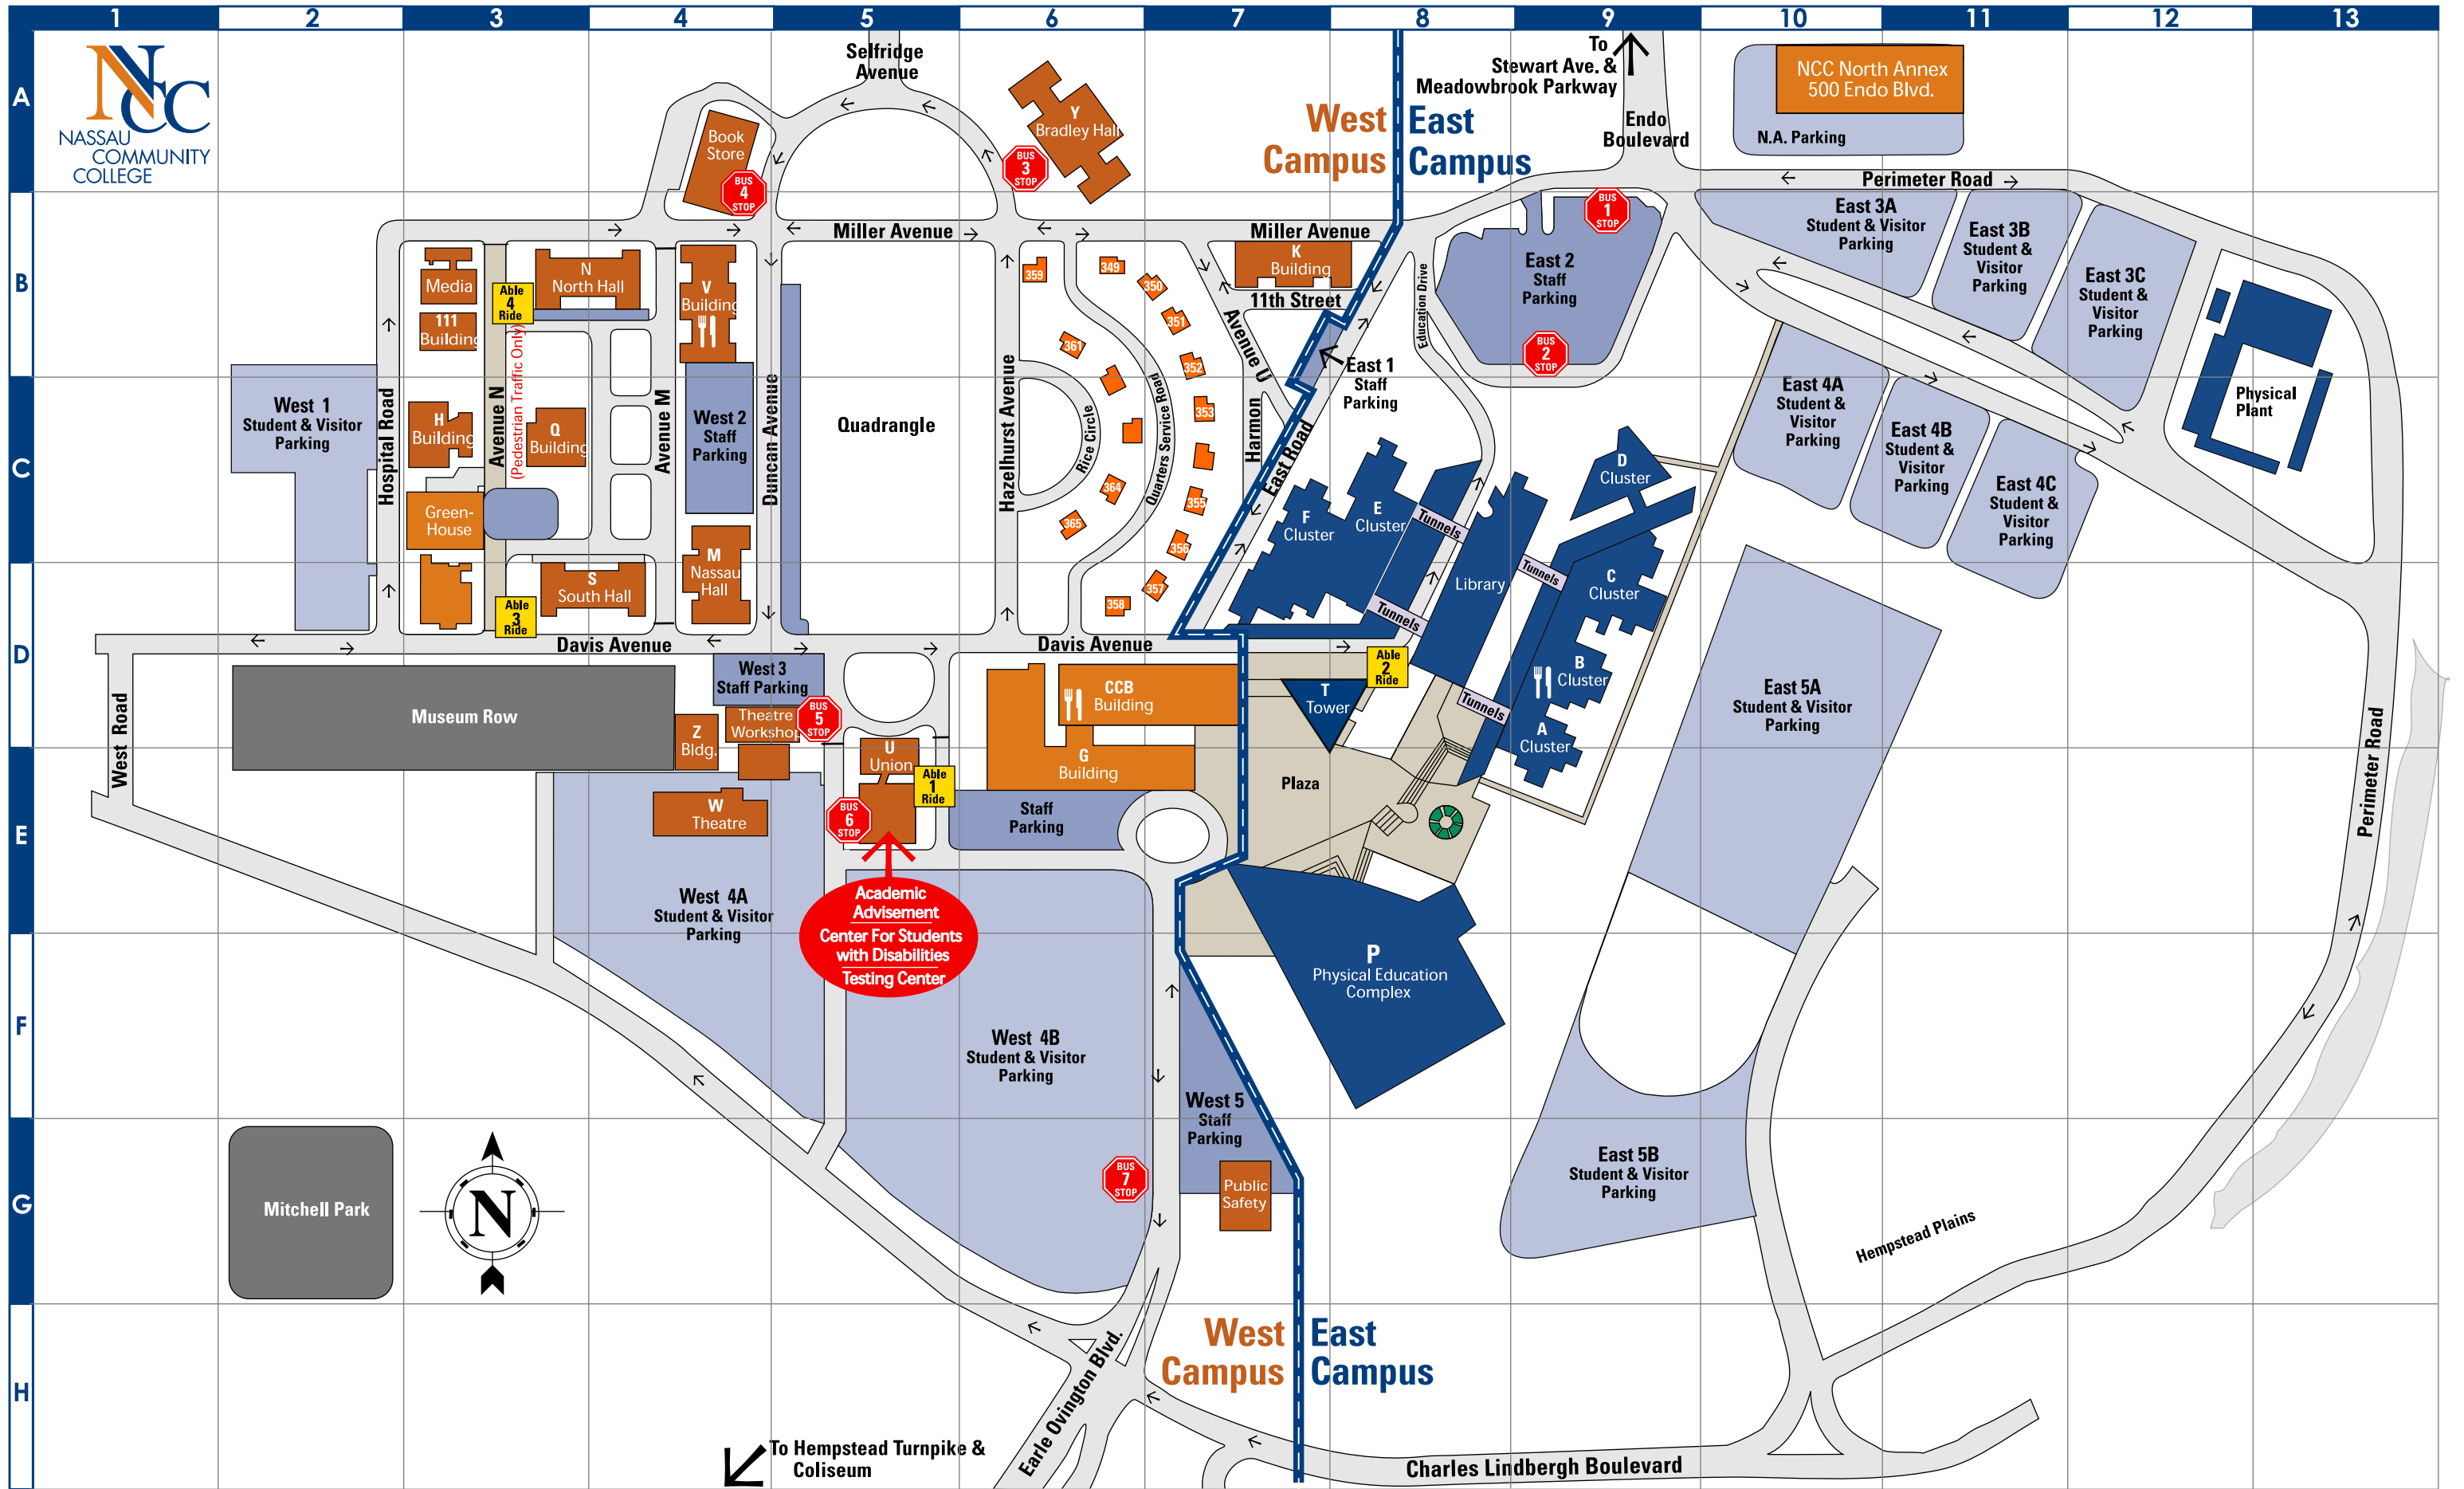 1 2 3 4 5 6 7 8 9 10 11 12 13
A
B
C
D
E
F
G
H
NCC
NASSAU
COMMUNITY
COLLEGE
Selfridge
Avenue
Book
Store
BUS
4
STOP
BUS
3
STOP
Y
Bradley Hall
West
Campus
East
Campus
To
Stewart Ave. &
Meadowbrook Parkway
Endo
Boulevard
NCC North Annex
500 Endo Blvd.
N.A. Parking
Perimeter Road
Miller Avenue
Miller Avenue
Media
111
Building
Able
4
Ride
N
North Hall
V
Building
359
349
350
351
352
353
355
356
357
358
361
364
365
K
Building
11th Street
Avenue U
Harmon
East Road
East 1
Staff
Parking
Education Drive
BUS
1
STOP
East 2
Staff
Parking
BUS
2
STOP
East 3A
Student & Visitor
Parking
East 3B
Student &
Visitor
Parking
East 3C
Student &
Visitor
Parking
Physical
Plant
East 4A
Student &
Visitor
Parking
East 4B
Student &
Visitor
Parking
East 4C
Student &
Visitor
Parking
West 1
Student & Visitor
Parking
Hospital Road
H
Building
Avenue N
(Pedestrian Traffic Only)
Q
Building
Avenue M
West 2
Staff
Parking
Duncan Avenue
Quadrangle
Hazelhurst Avenue
Rice Circle
Quarters Service Road
Green-
House
M
Nassau
Hall
S
South Hall
Able
3
Ride
F
Cluster
E
Cluster
Tunnels
Tunnels
Tunnels
Tunnels
Library
D
Cluster
C
Cluster
B
Cluster
A
Cluster
Davis Avenue
Davis Avenue
West Road
Museum Row
West 3
Staff Parking
Theatre
Workshop
BUS
5
STOP
Z
Bldg.
U
Union
Able
1
Ride
CCB
Building
G
Building
T
Tower
Able
2
Ride
East 5A
Student & Visitor
Parking
Perimeter Road
W
Theatre
BUS
6
STOP
Staff
Parking
Plaza
West 4A
Student & Visitor
Parking
Academic
Advisement
Center For Students
with Disabilities
Testing Center
P
Physical Education
Complex
West 4B
Student & Visitor
Parking
West 5
Staff
Parking
BUS
7
STOP
Public
Safety
East 5B
Student & Visitor
Parking
Mitchell Park
N
Hempstead Plains
West
Campus
East
Campus
Earle Ovington Blvd.
To Hempstead Turnpike &
Coliseum
Charles Lindbergh Boulevard